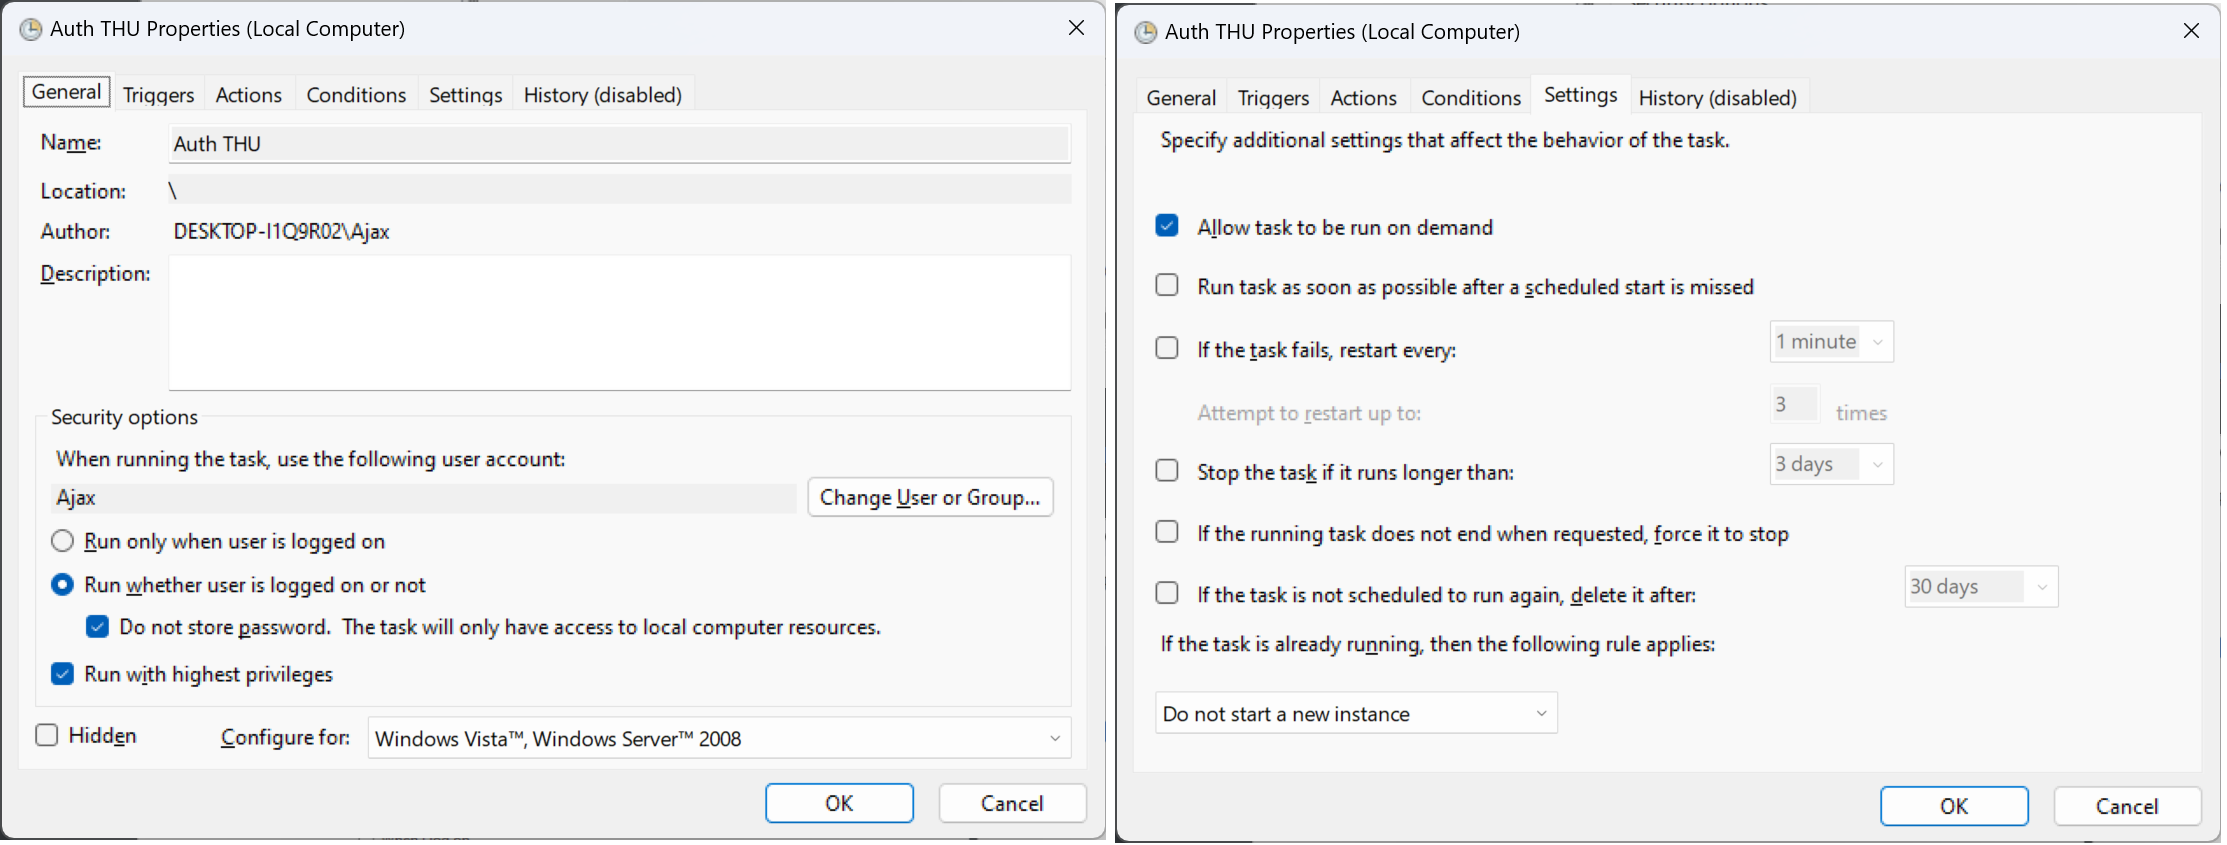 Auth THU Properties (Local Computer)
General Triggers Actions Conditions Settings History (disabled)
Name: Auth THU
Location: \
Author: DESKTOP-I1Q9R02\Ajax
Description:
Security options
When running the task, use the following user account:
Ajax Change User or Group...
Run only when user is logged on
Run whether user is logged on or not
Do not store password. The task will only have access to local computer resources.
Run with highest privileges
Hidden Configure for: Windows Vista™, Windows Server™ 2008
OK Cancel
Auth THU Properties (Local Computer)
General Triggers Actions Conditions Settings History (disabled)
Specify additional settings that affect the behavior of the task.
Allow task to be run on demand
Run task as soon as possible after a scheduled start is missed
If the task fails, restart every: 1 minute
Attempt to restart up to: 3 times
Stop the task if it runs longer than: 3 days
If the running task does not end when requested, force it to stop
If the task is not scheduled to run again, delete it after: 30 days
If the task is already running, then the following rule applies:
Do not start a new instance
OK Cancel